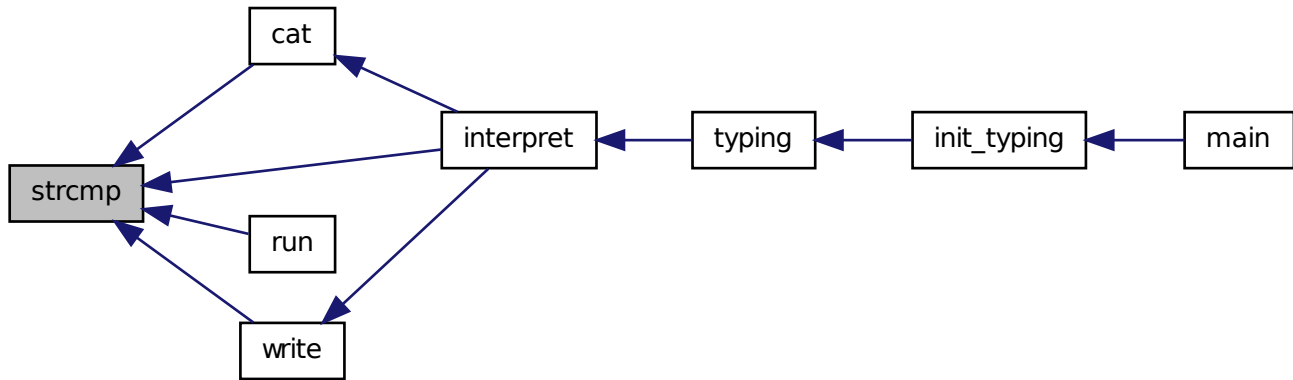 cat
interpret
typing
init_typing
main
strcmp
run
write